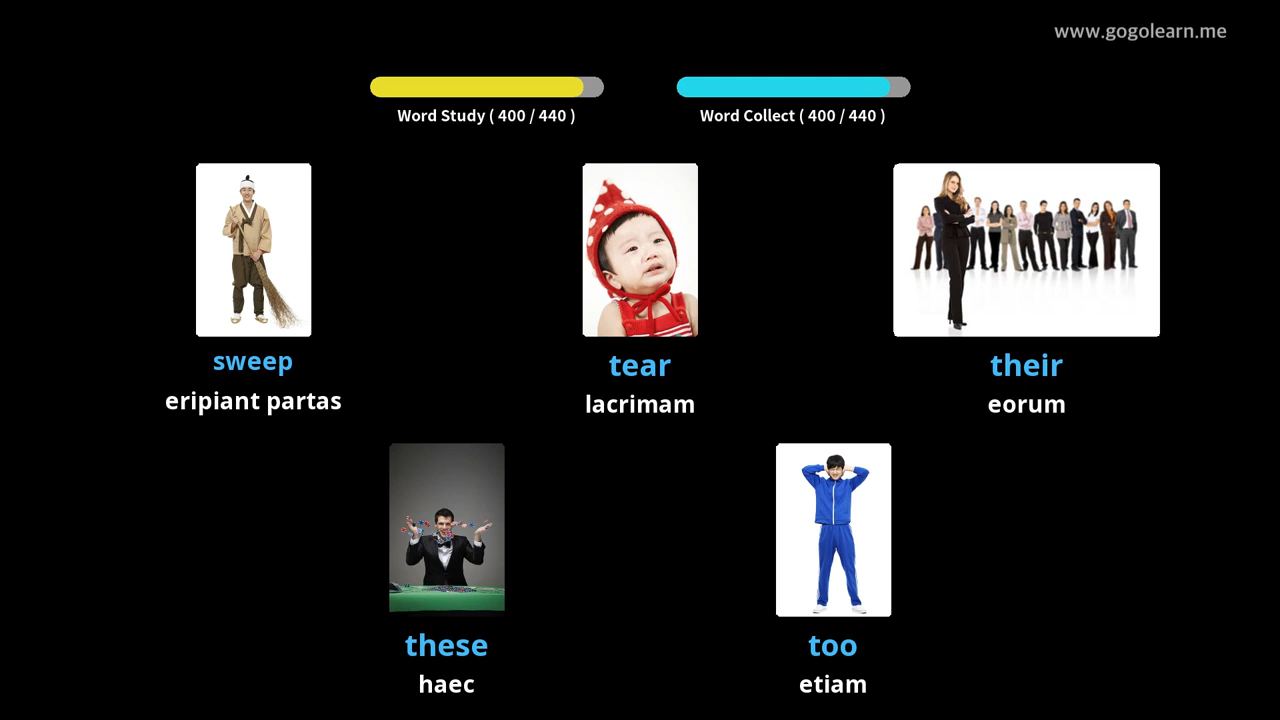 www.gogolearn.me
Word Study ( 400 / 440 )
Word Collect ( 400 / 440 )
sweep
eripiant partas
tear
lacrimam
their
eorum
these
haec
too
etiam